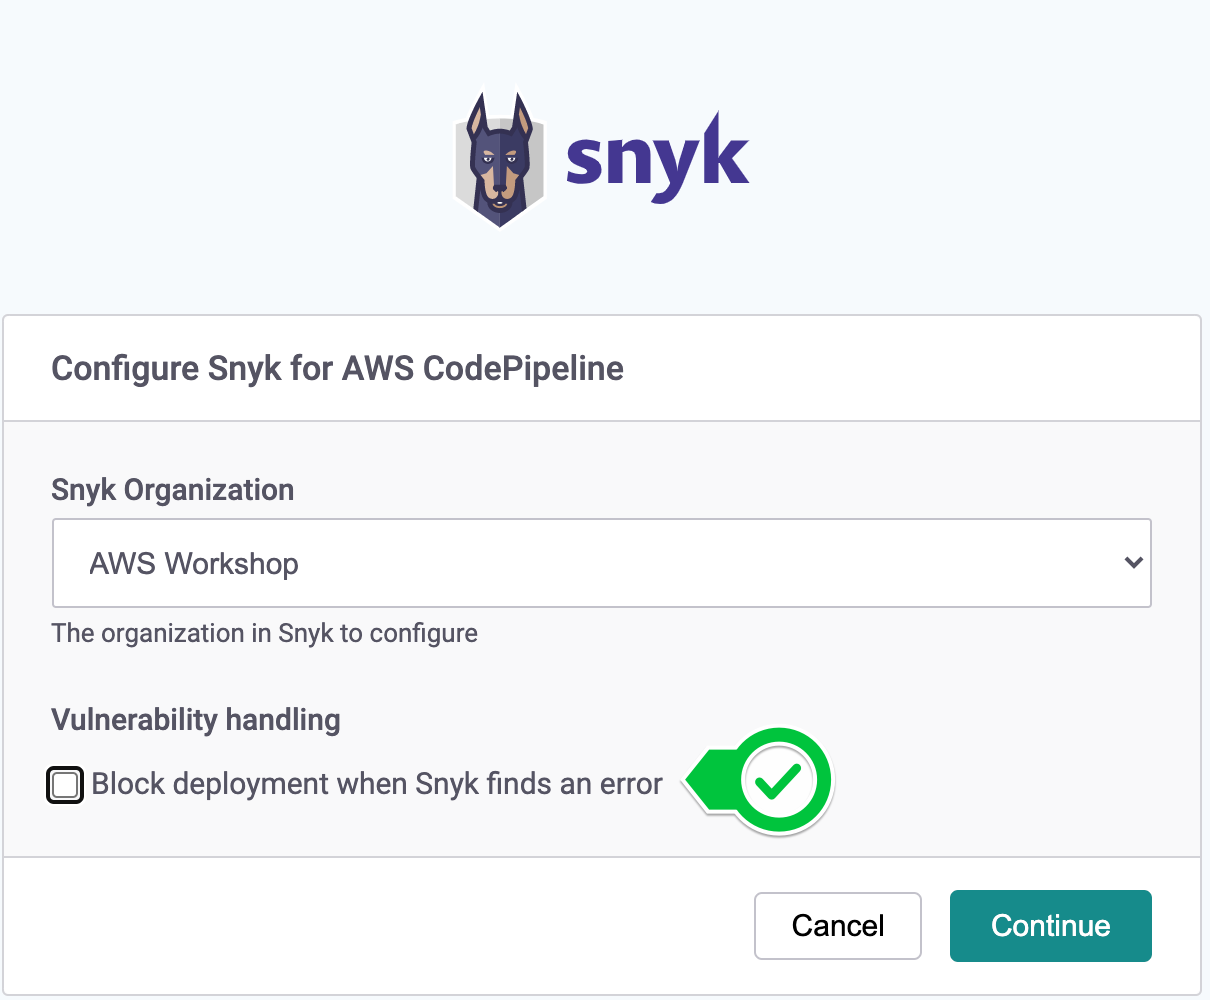 snyk
Configure Snyk for AWS CodePipeline
Snyk Organization
AWS Workshop
The organization in Snyk to configure
Vulnerability handling
Block deployment when Snyk finds an error
Cancel
Continue